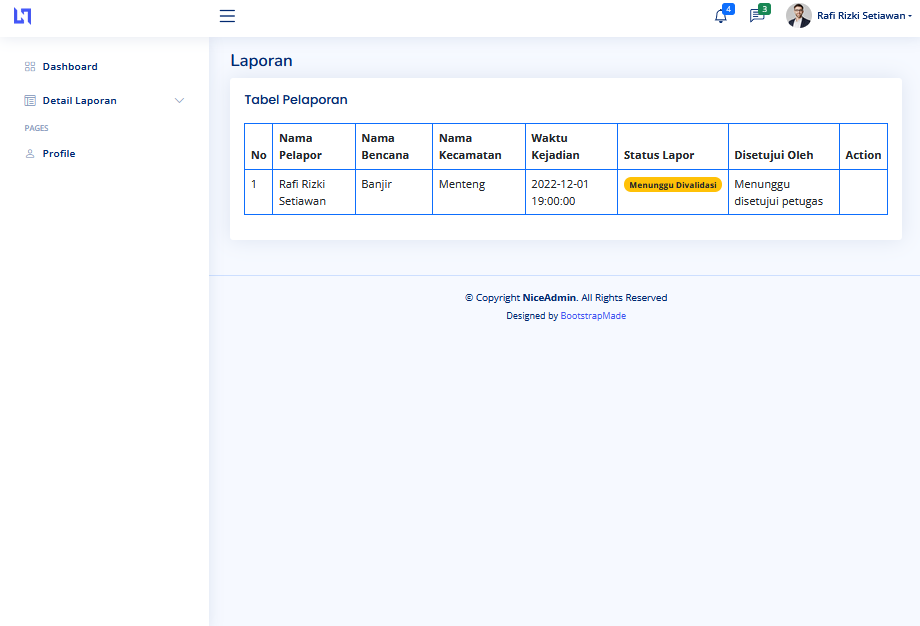 4
3
Rafi Rizki Setiawan
Dashboard
Detail Laporan
PAGES
Profile
Laporan
Tabel Pelaporan
No
Nama
Pelapor
Nama
Bencana
Nama
Kecamatan
Waktu
Kejadian
Status Lapor
Disetujui Oleh
Action
1
Rafi Rizki
Setiawan
Banjir
Menteng
2022-12-01
19:00:00
Menunggu Divalidasi
Menunggu
disetujui petugas
© Copyright NiceAdmin. All Rights Reserved
Designed by BootstrapMade